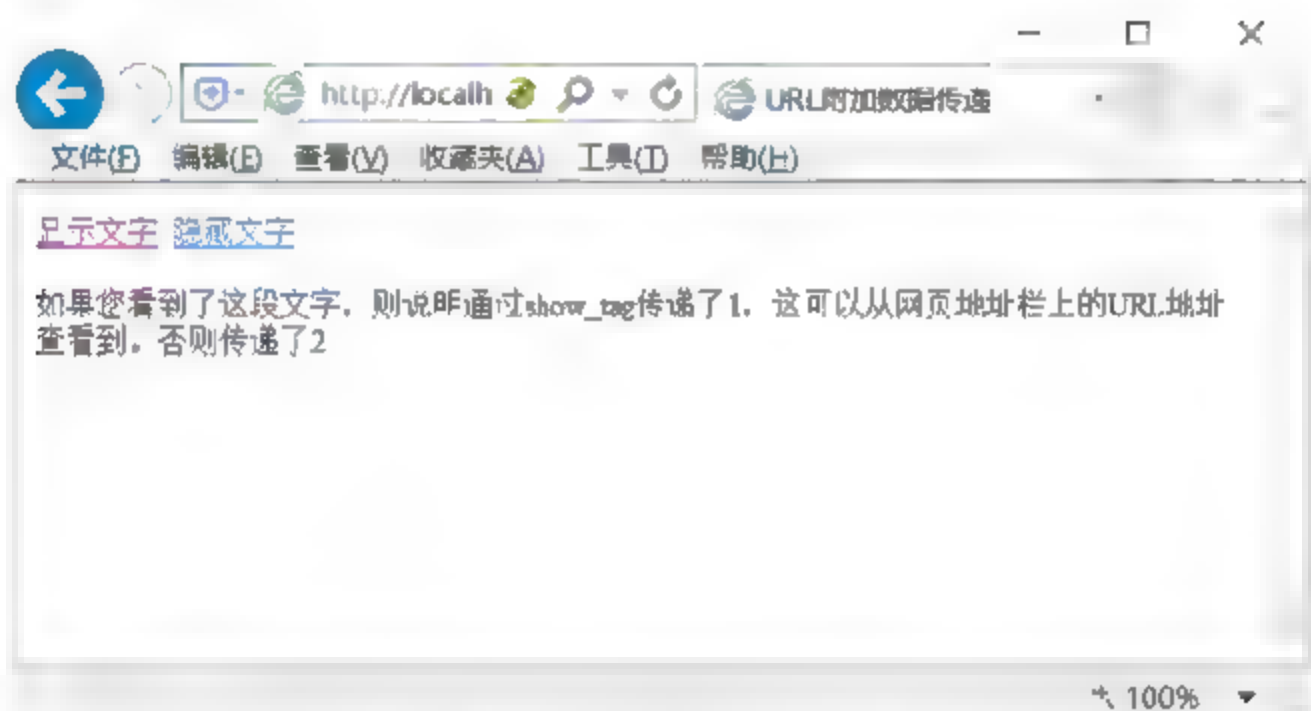 http://localh URL附加数据传递
文件(F) 编辑(E) 查看(V) 收藏夹(A) 工具(T) 帮助(H)
显示文字 隐藏文字
如果您看到了这段文字，则说明通过show_tag传递了1，这可以从网页地址栏上的URL地址
查看到。否则传递了2
100%